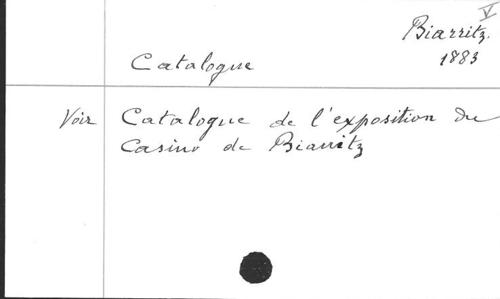 V
Biarritz.
1883
Catalogue
Voir Catalogue de l'exposition du
Casino de Biarritz